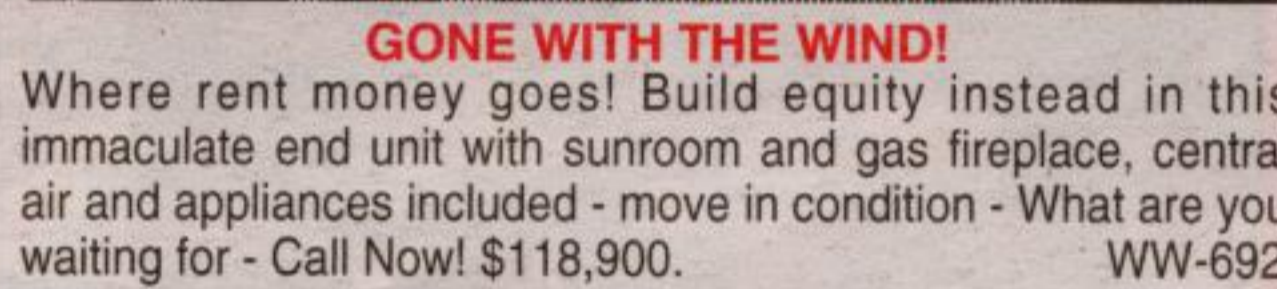 GONE WITH THE WIND!
Where rent money goes! Build equity instead in this
immaculate end unit with sunroom and gas fireplace, centra
air and appliances included - move in condition - What are you
waiting for - Call Now! $118,900. WW-692